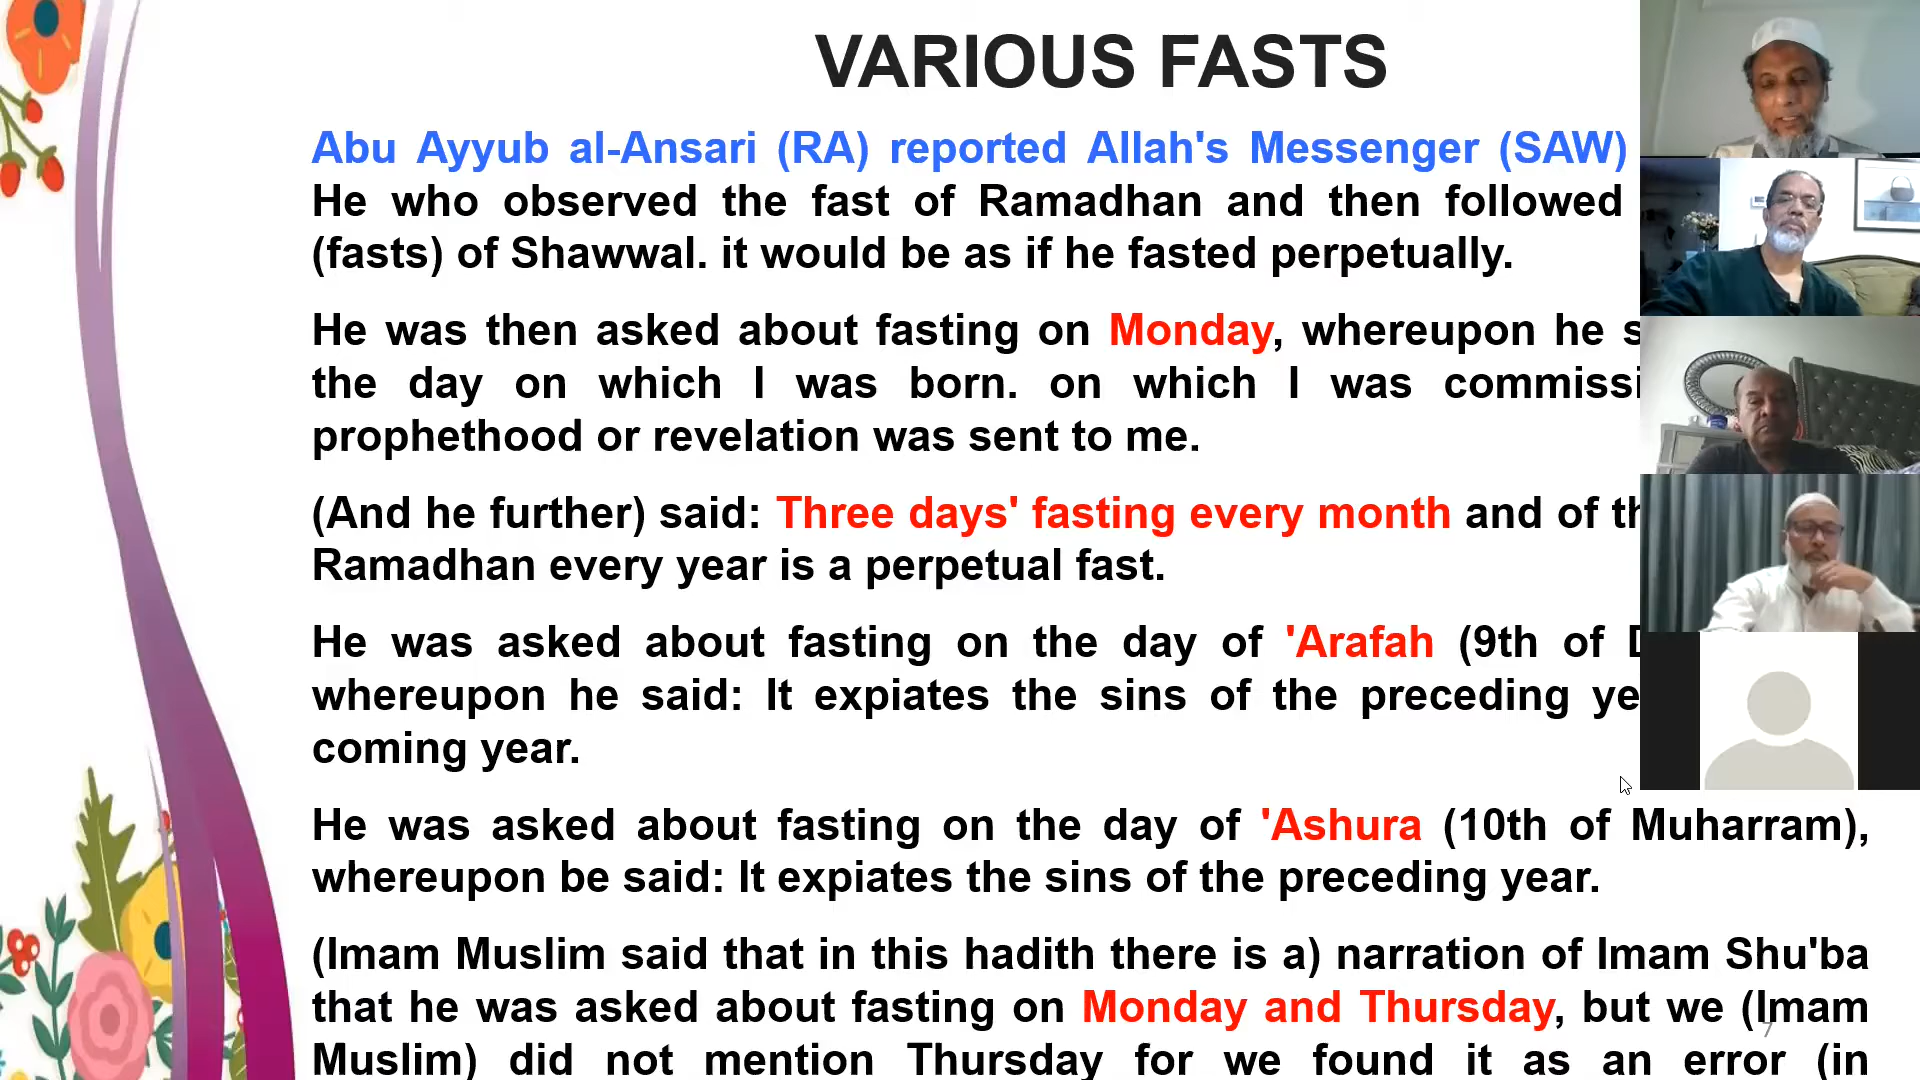 VARIOUS FASTS
Abu Ayyub al-Ansari (RA) reported Allah's Messenger (SAW)
He who observed the fast of Ramadhan and then followed
(fasts) of Shawwal. it would be as if he fasted perpetually.
He was then asked about fasting on Monday, whereupon he
the day on which I was born. on which I was
prophethood or revelation was sent to me.
(And he further) said: Three days' fasting every month and of
Ramadhan every year is a perpetual fast.
He was asked about fasting on the day of 'Arafah (9th of
whereupon he said: It expiates the sins of the preceding
coming year.
He was asked about fasting on the day of 'Ashura (10th of Muharram),
whereupon be said: It expiates the sins of the preceding year.
(Imam Muslim said that in this hadith there is a) narration of Imam Shu'ba
that he was asked about fasting on Monday and Thursday, but we (Imam
Muslim) did not mention Thursday for we found it as an error (in
7